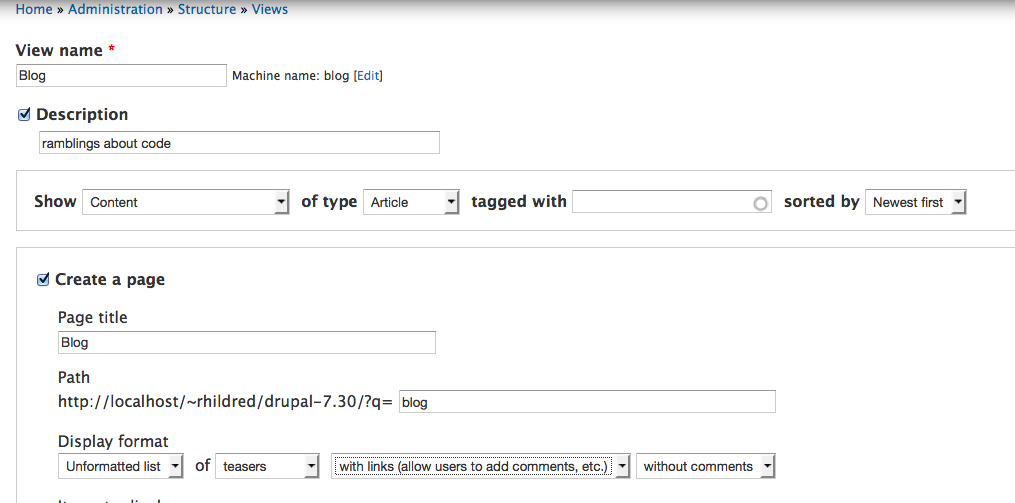 Home » Administration » Structure » Views
View name *
Blog Machine name: blog [Edit]
Description
ramblings about code
Show Content of type Article tagged with sorted by Newest first
Create a page
Page title
Blog
Path
http://localhost/~rhildred/drupal-7.30/?q= blog
Display format
Unformatted list of teasers with links (allow users to add comments, etc.) without comments